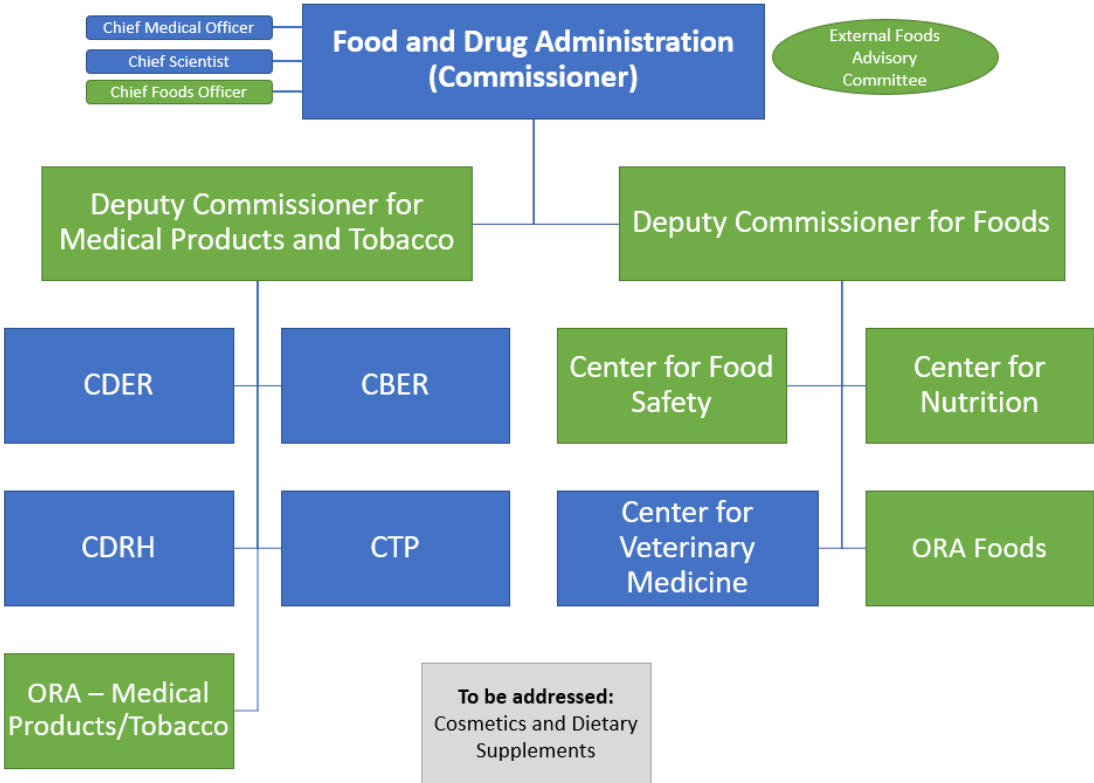 Chief Medical Officer
Chief Scientist
Chief Foods Officer
Food and Drug Administration
(Commissioner)
External Foods
Advisory
Committee
Deputy Commissioner for
Medical Products and Tobacco
Deputy Commissioner for Foods
CDER
CBER
Center for Food
Safety
Center for
Nutrition
CDRH
CTP
Center for
Veterinary
Medicine
ORA Foods
ORA – Medical
Products/Tobacco
To be addressed:
Cosmetics and Dietary
Supplements